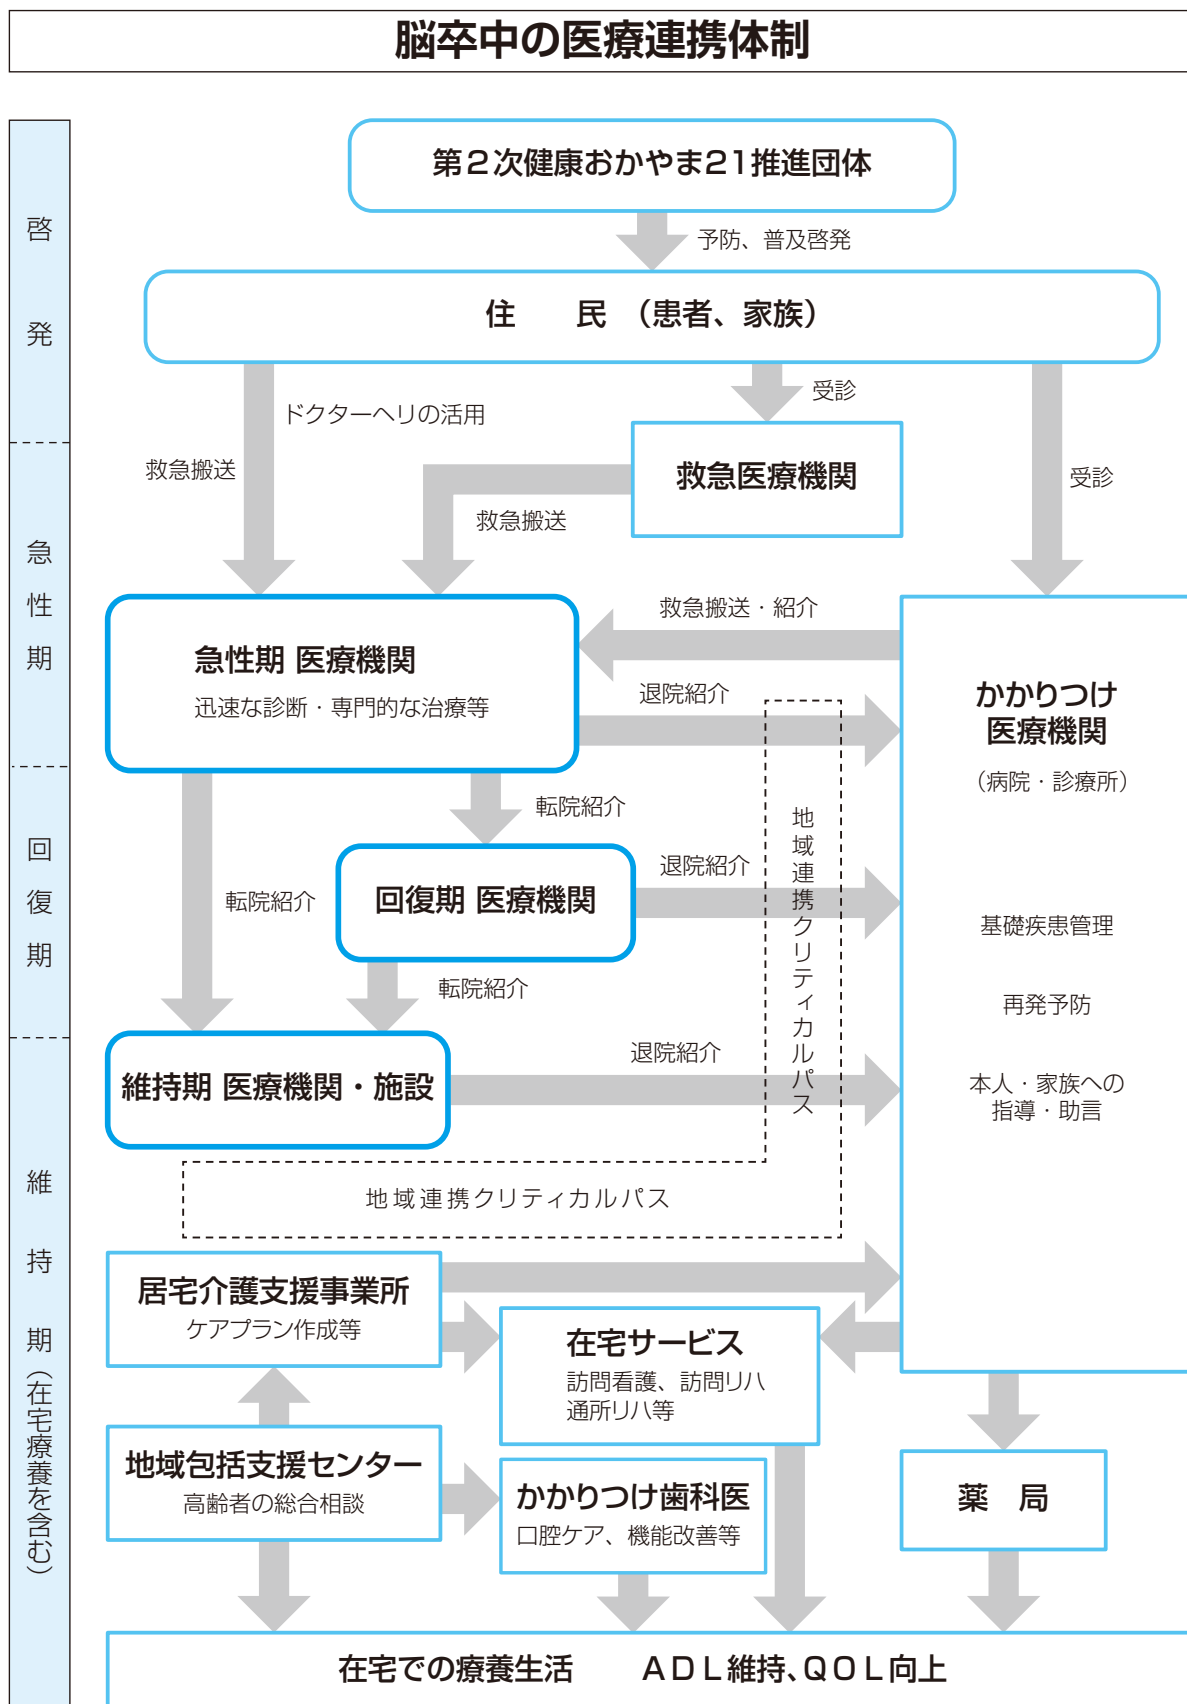 脳卒中の医療連携体制
啓発
急性期
回復期
維持期(在宅療養を含む)
第2次健康おかやま21推進団体
予防、普及啓発
住　民 (患者、家族)
ドクターヘリの活用
救急搬送
受診
救急医療機関
救急搬送
受診
急性期 医療機関
迅速な診断・専門的な治療等
救急搬送・紹介
退院紹介
かかりつけ
医療機関
(病院・診療所)
基礎疾患管理
再発予防
本人・家族への
指導・助言
転院紹介
転院紹介
回復期 医療機関
退院紹介
転院紹介
地域連携クリティカルパス
維持期 医療機関・施設
退院紹介
地域連携クリティカルパス
居宅介護支援事業所
ケアプラン作成等
在宅サービス
訪問看護、訪問リハ
通所リハ等
地域包括支援センター
高齢者の総合相談
かかりつけ歯科医
口腔ケア、機能改善等
薬　局
在宅での療養生活　ADL維持、QOL向上